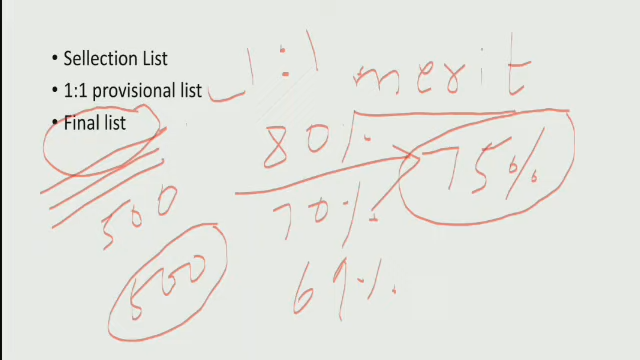 • Sellection List
1:1 merit
• 1:1 provisional list
• Final list
80%
75%
70%
500
500
69%